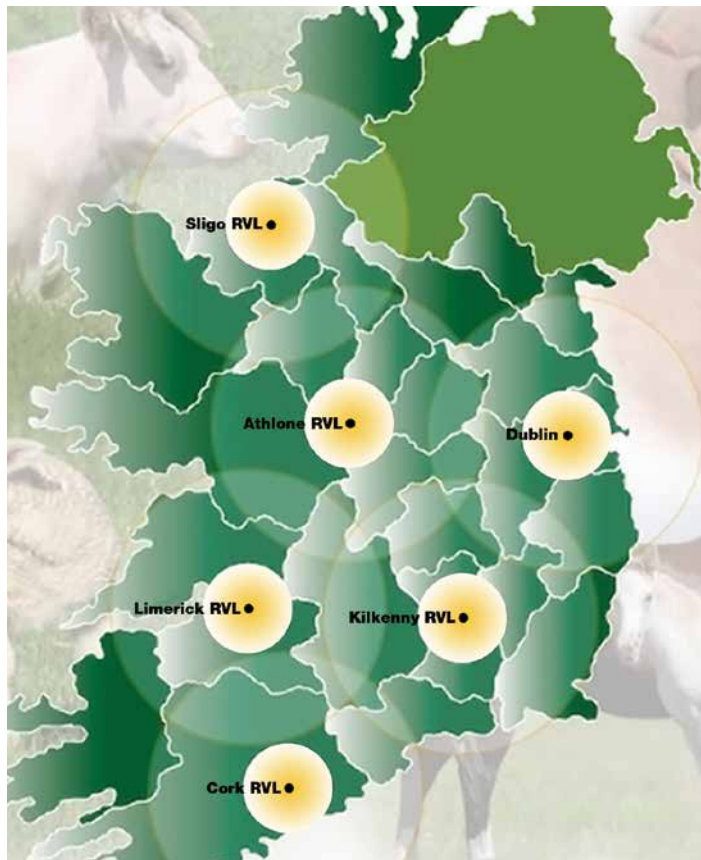 Sligo RVL
Athlone RVL
Dublin
Limerick RVL
Kilkenny RVL
Cork RVL